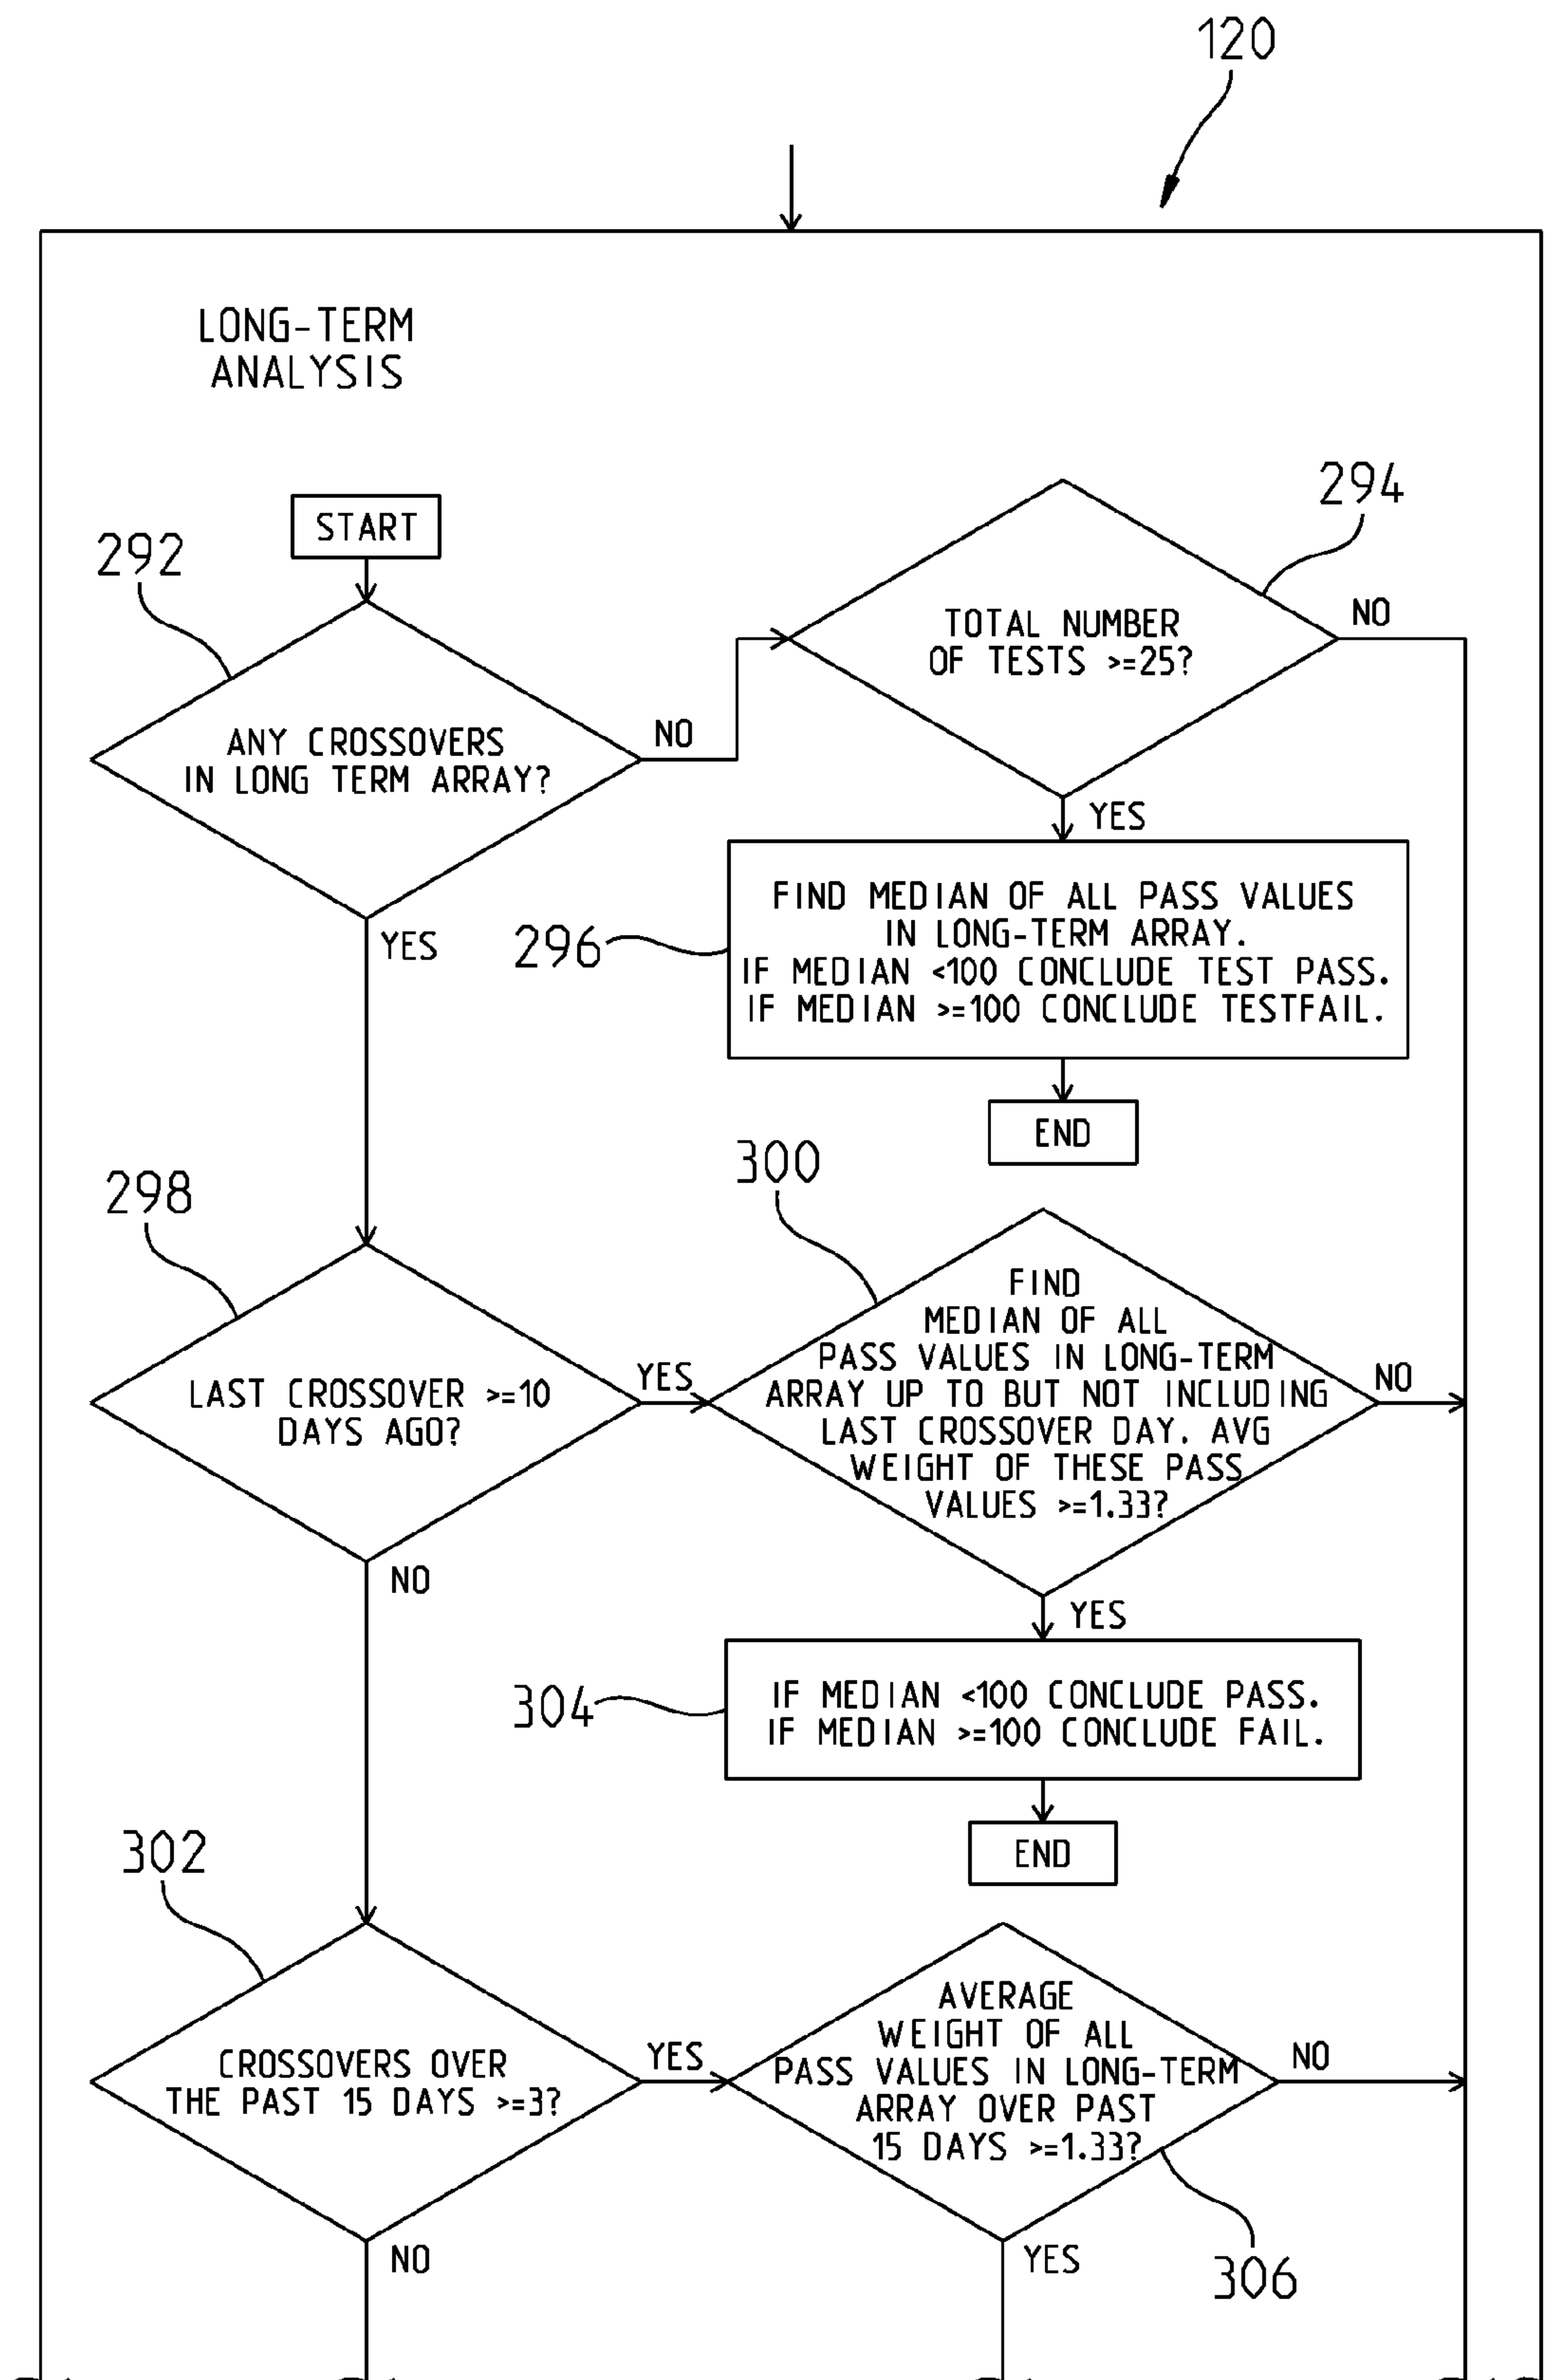 120
LONG-TERM
ANALYSIS
START
292
ANY CROSSOVERS
IN LONG TERM ARRAY?
NO
YES
294
TOTAL NUMBER
OF TESTS >=25?
NO
YES
296
FIND MEDIAN OF ALL PASS VALUES
IN LONG-TERM ARRAY.
IF MEDIAN <100 CONCLUDE TEST PASS.
IF MEDIAN >=100 CONCLUDE TESTFAIL.
END
298
LAST CROSSOVER >=10
DAYS AGO?
YES
NO
300
FIND
MEDIAN OF ALL
PASS VALUES IN LONG-TERM
ARRAY UP TO BUT NOT INCLUDING
LAST CROSSOVER DAY. AVG
WEIGHT OF THESE PASS
VALUES >=1.33?
NO
YES
304
IF MEDIAN <100 CONCLUDE PASS.
IF MEDIAN >=100 CONCLUDE FAIL.
END
302
CROSSOVERS OVER
THE PAST 15 DAYS >=3?
YES
NO
AVERAGE
WEIGHT OF ALL
PASS VALUES IN LONG-TERM
ARRAY OVER PAST
15 DAYS >=1.33?
NO
YES
306